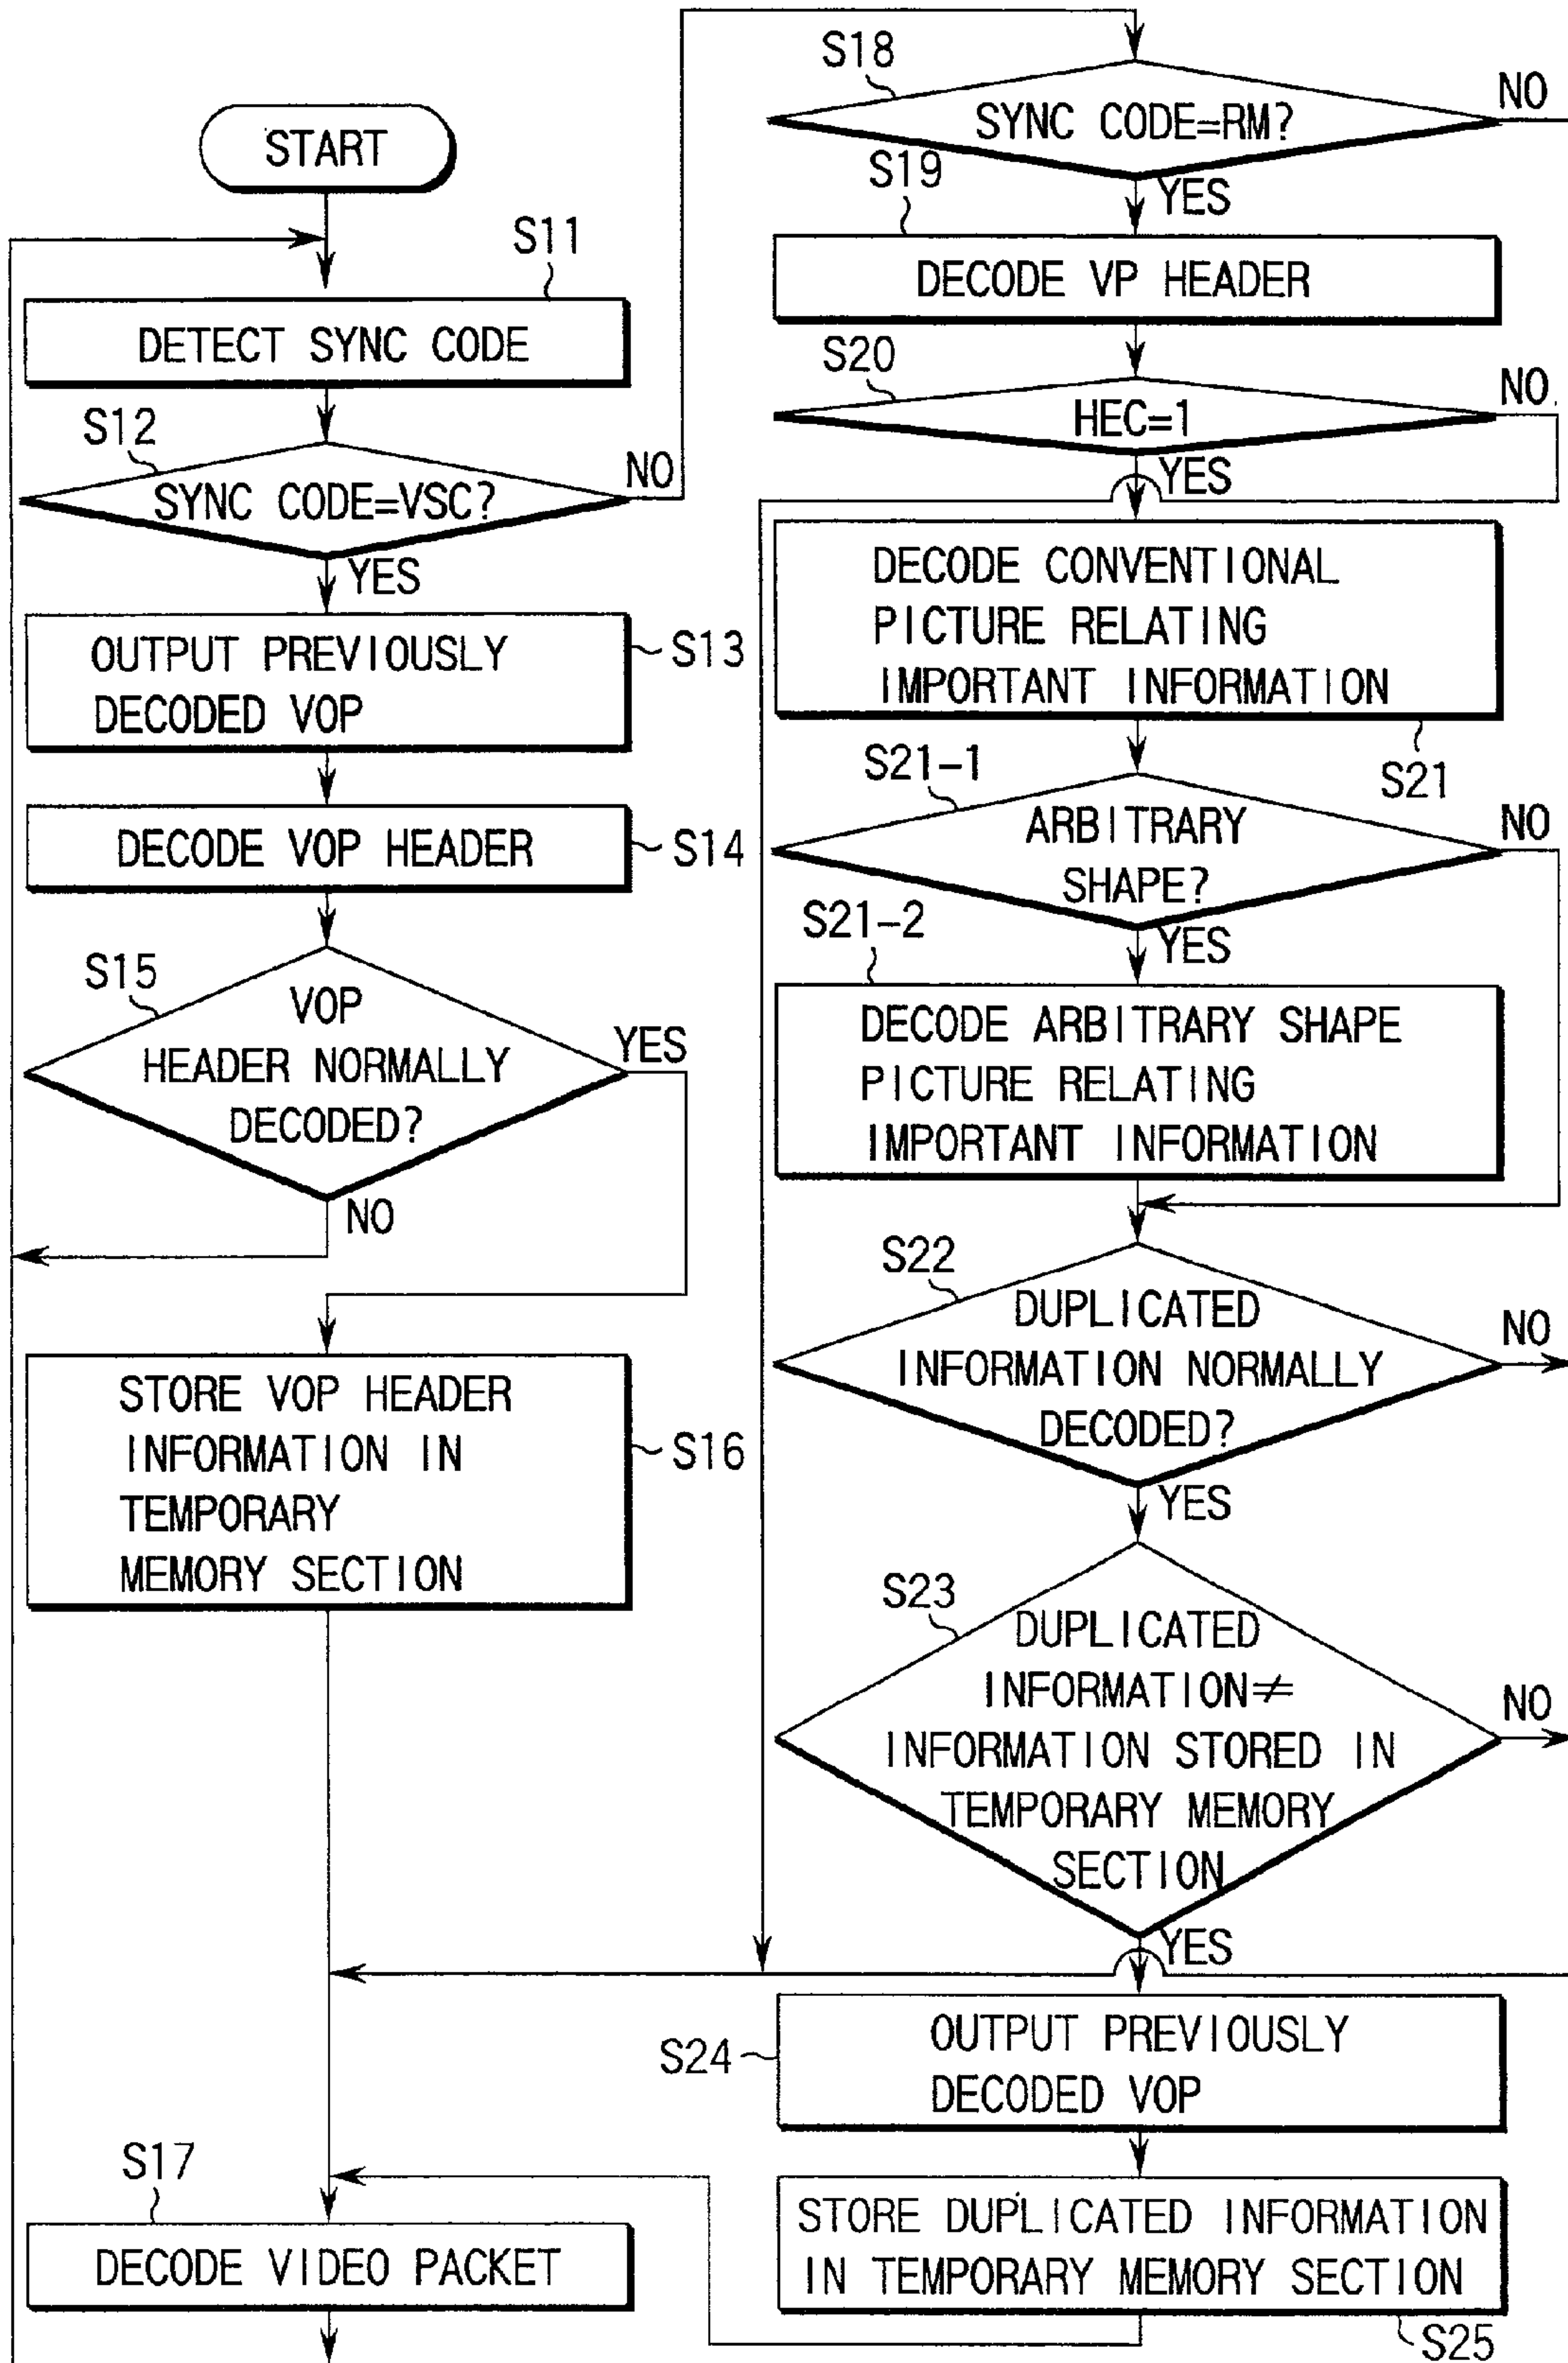 START
S11
DETECT SYNC CODE
S12
SYNC CODE=VSC?
NO
YES
OUTPUT PREVIOUSLY
DECODED VOP
S13
DECODE VOP HEADER
S14
S15
VOP
HEADER NORMALLY
DECODED?
YES
NO
STORE VOP HEADER
INFORMATION IN
TEMPORARY
MEMORY SECTION
S16
S17
DECODE VIDEO PACKET
S18
SYNC CODE=RM?
NO
YES
S19
DECODE VP HEADER
S20
HEC=1
NO
YES
DECODE CONVENTIONAL
PICTURE RELATING
IMPORTANT INFORMATION
S21
S21-1
ARBITRARY
SHAPE?
NO
YES
S21-2
DECODE ARBITRARY SHAPE
PICTURE RELATING
IMPORTANT INFORMATION
S22
DUPLICATED
INFORMATION NORMALLY
DECODED?
NO
YES
S23
DUPLICATED
INFORMATION≠
INFORMATION STORED IN
TEMPORARY MEMORY
SECTION
NO
YES
S24
OUTPUT PREVIOUSLY
DECODED VOP
STORE DUPLICATED INFORMATION
IN TEMPORARY MEMORY SECTION
S25